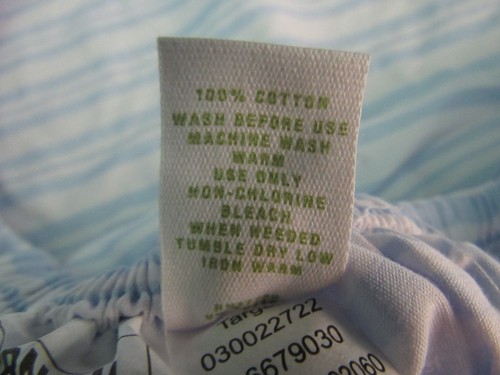 100% COTTON
WASH BEFORE USE
MACHINE WASH
WARM
USE ONLY
NON-CHLORINE
BLEACH
WHEN NEEDED
TUMBLE DRY LOW
IRON WARM
030022722
6679030